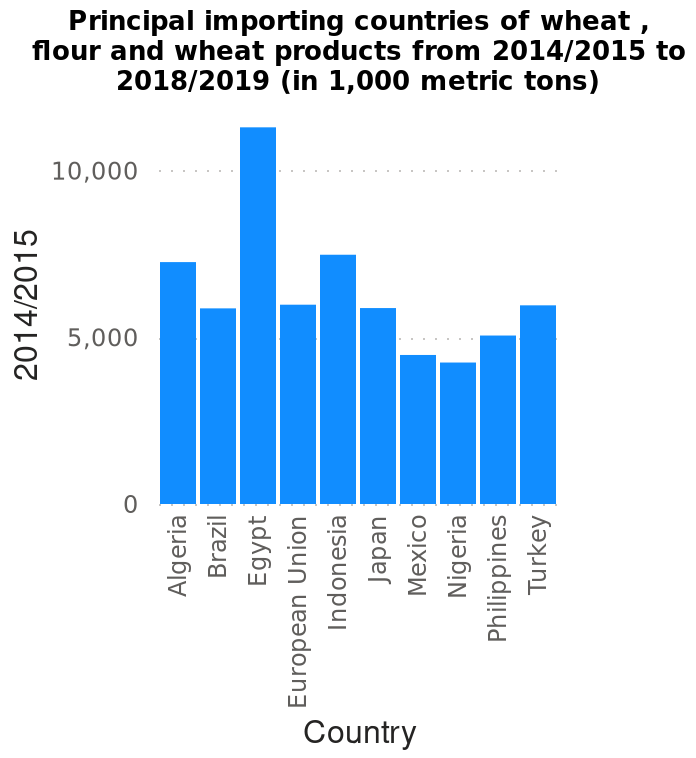 Principal importing countries of wheat ,
flour and wheat products from 2014/2015 to
2018/2019 (in 1,000 metric tons)
10,000
5,000
0
2014/2015
Algeria
Brazil
Egypt
European Union
Indonesia
Japan
Mexico
Nigeria
Philippines
Turkey
Country